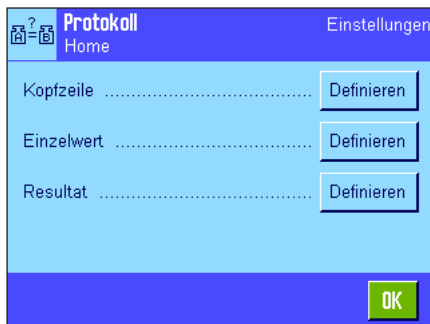 Protokoll
Einstellungen
Home
A ? = B
Kopfzeile .................................... Definieren
Einzelwert .................................. Definieren
Resultat .................................... Definieren
OK